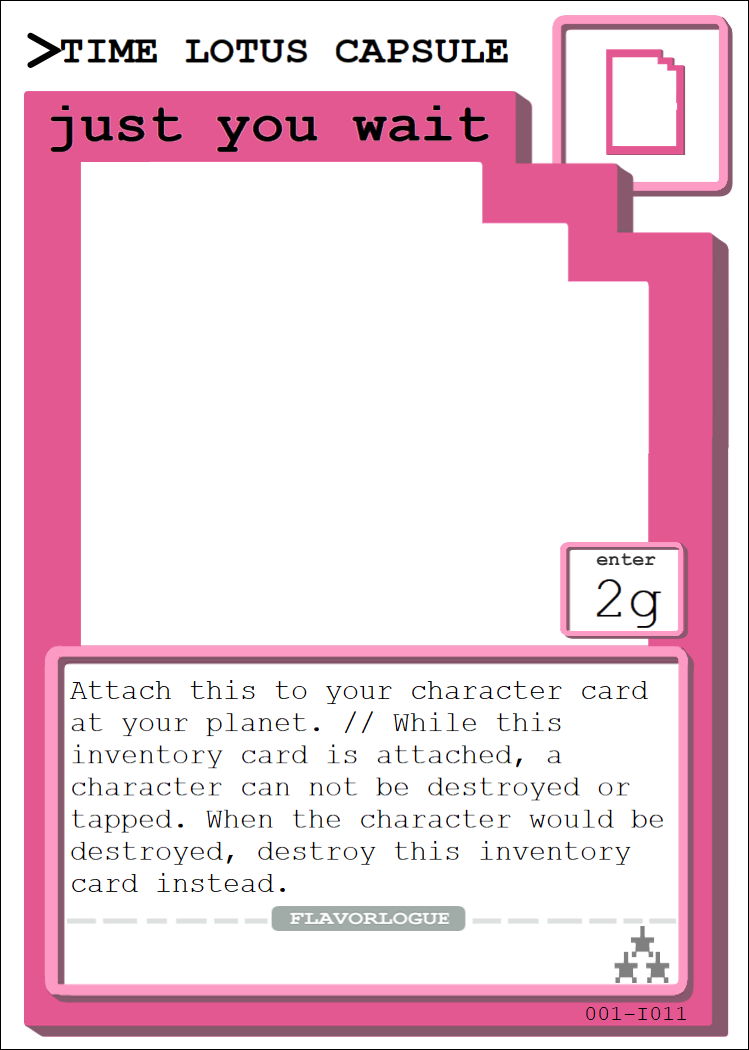 >TIME LOTUS CAPSULE
just you wait
enter
2g
Attach this to your character card
at your planet. // While this
inventory card is attached, a
character can not be destroyed or
tapped. When the character would be
destroyed, destroy this inventory
card instead.
FLAVORLOGUE
001-I011